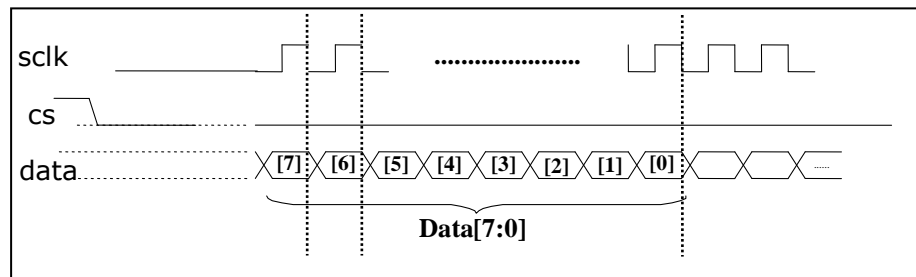 sclk
cs
data [7] [6] [5] [4] [3] [2] [1] [0] ......
Data[7:0]